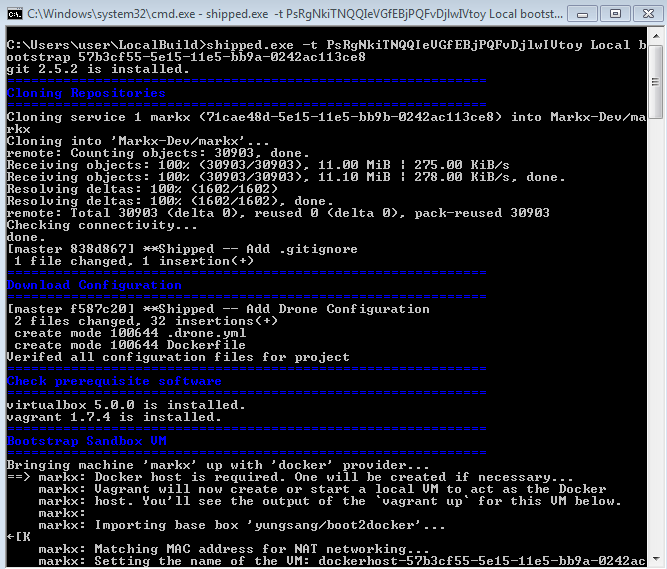 C:\Windows\system32\cmd.exe - shipped.exe -t PsRgNkiTNQQIeVGfEBjPQFvDjlwIVtoy Local bootst...
C:\Users\user\LocalBuild>shipped.exe -t PsRgNkiTNQQIeVGfEBjPQFvDjlwIVtoy Local b
ootstrap 57b3cf55-5e15-11e5-bb9a-0242ac113ce8
git 2.5.2 is installed.
============================================================
Cloning Repositories
============================================================
Cloning service 1 markx (71cae48d-5e15-11e5-bb9b-0242ac113ce8) into Markx-Dev/ma
rkx
Cloning into 'Markx-Dev/markx'...
remote: Counting objects: 30903, done.
Receiving objects: 100% (30903/30903), 11.00 MiB ¦ 275.00 KiB/s
Receiving objects: 100% (30903/30903), 11.10 MiB ¦ 278.00 KiB/s, done.
Resolving deltas: 100% (1602/1602)
Resolving deltas: 100% (1602/1602), done.
remote: Total 30903 (delta 0), reused 0 (delta 0), pack-reused 30903
Checking connectivity...
done.
[master 838d867] **Shipped -- Add .gitignore
 1 file changed, 1 insertion(+)
============================================================
Download Configuration
============================================================
[master f587c20] **Shipped -- Add Drone Configuration
 2 files changed, 32 insertions(+)
 create mode 100644 .drone.yml
 create mode 100644 Dockerfile
Verifed all configuration files for project
============================================================
Check prerequisite software
============================================================
virtualbox 5.0.0 is installed.
vagrant 1.7.4 is installed.
============================================================
Bootstrap Sandbox VM
============================================================
Bringing machine 'markx' up with 'docker' provider...
==> markx: Docker host is required. One will be created if necessary...
    markx: Vagrant will now create or start a local VM to act as the Docker
    markx: host. You'll see the output of the `vagrant up` for this VM below.
    markx:
    markx: Importing base box 'yungsang/boot2docker'...
←[K
    markx: Matching MAC address for NAT networking...
    markx: Setting the name of the VM: dockerhost-57b3cf55-5e15-11e5-bb9a-0242ac